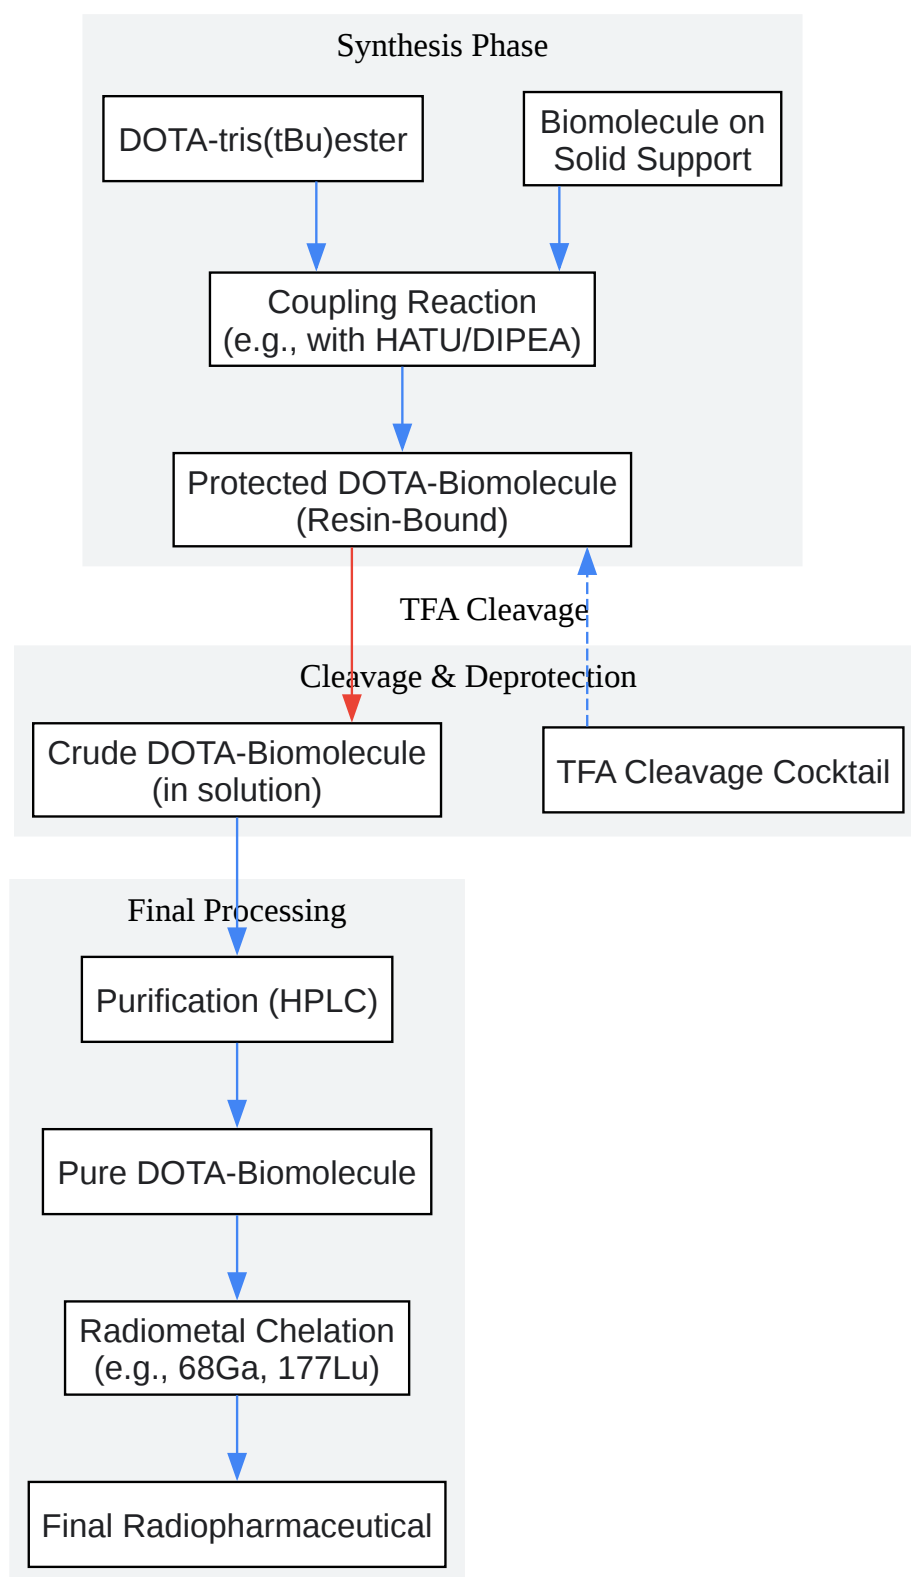 Synthesis Phase
DOTA-tris(tBu)ester
Biomolecule on
Solid Support
Coupling Reaction
(e.g., with HATU/DIPEA)
Protected DOTA-Biomolecule
(Resin-Bound)
TFA Cleavage
Cleavage & Deprotection
Crude DOTA-Biomolecule
(in solution)
TFA Cleavage Cocktail
Final Processing
Purification (HPLC)
Pure DOTA-Biomolecule
Radiometal Chelation
(e.g., 68Ga, 177Lu)
Final Radiopharmaceutical